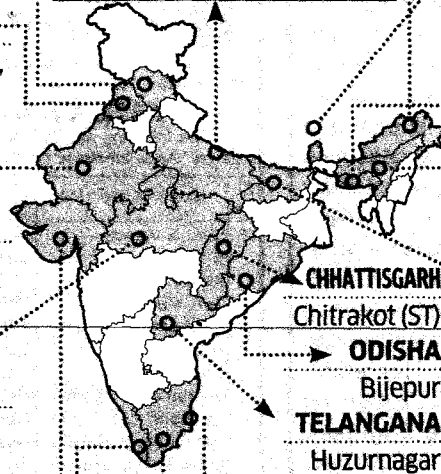 CHHATTISGARH
Chitrakot (ST)
ODISHA
Bijepur
TELANGANA
Huzurnagar